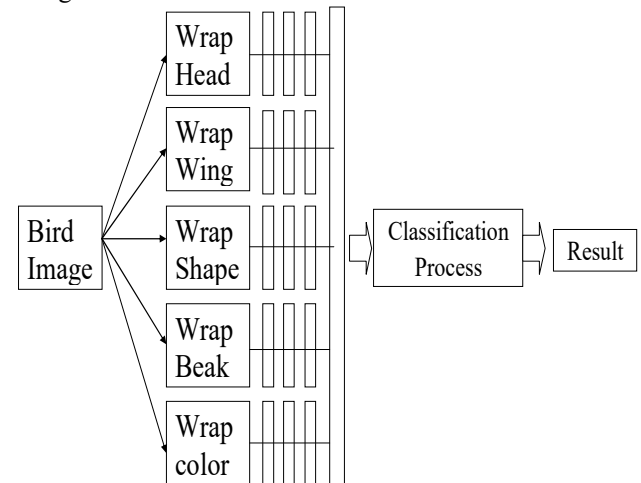 Wrap
Head
Wrap
Wing
Bird
Image
Wrap
Shape
Classification
Process
Result
Wrap
Beak
Wrap
color